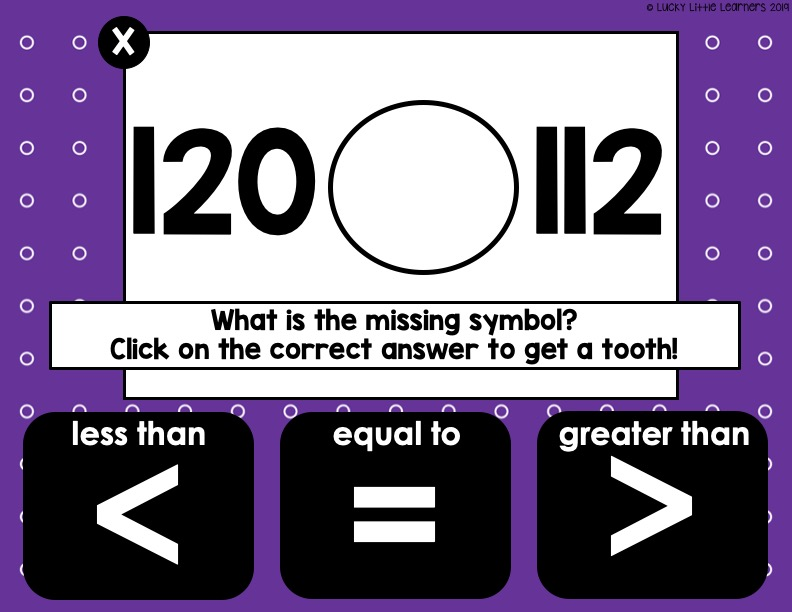 © Lucky Little Learners 2019
X
120 112
What is the missing symbol?
Click on the correct answer to get a tooth!
less than
<
equal to
=
greater than
>